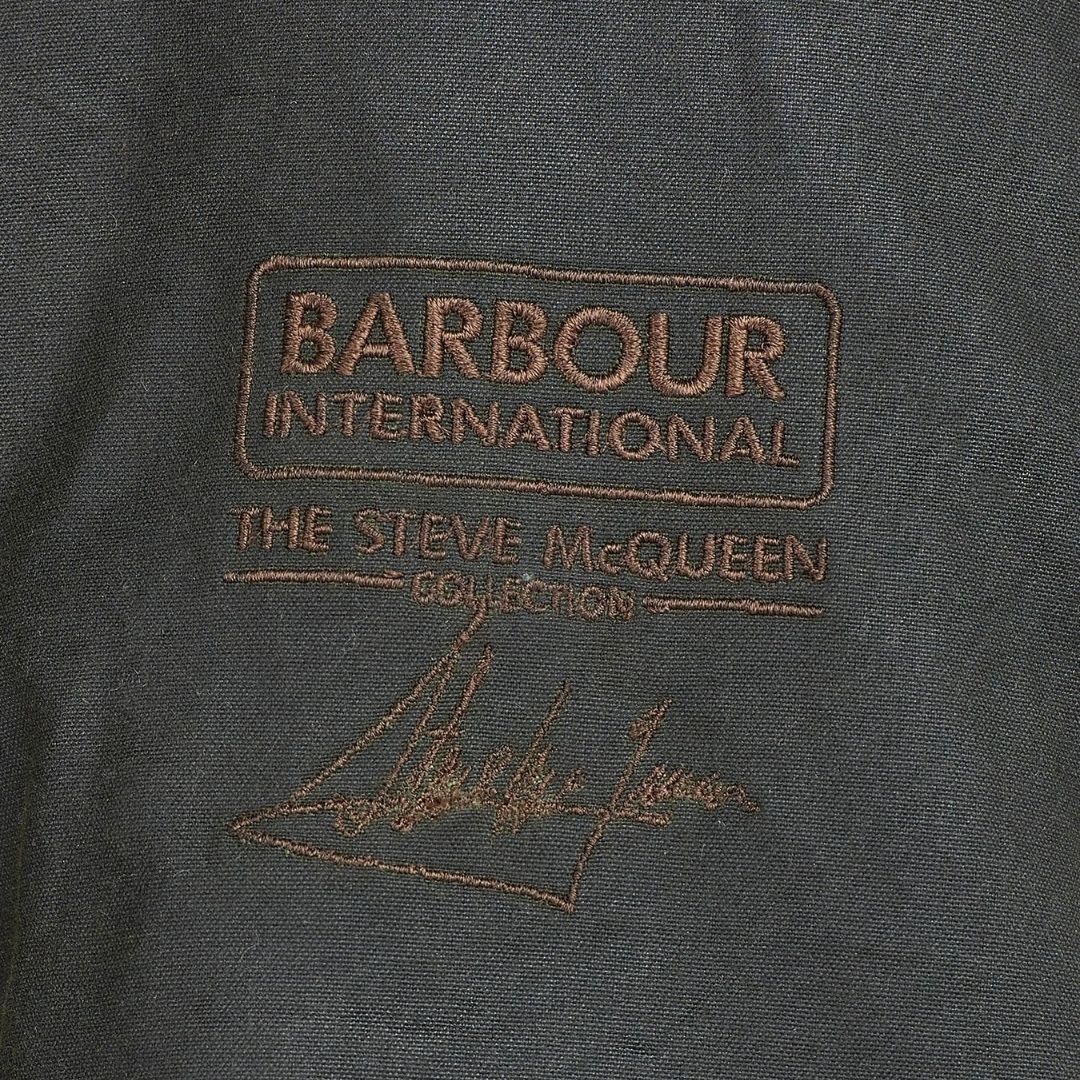 BARBOUR
INTERNATIONAL
THE STEVE McQUEEN
COLLECTION